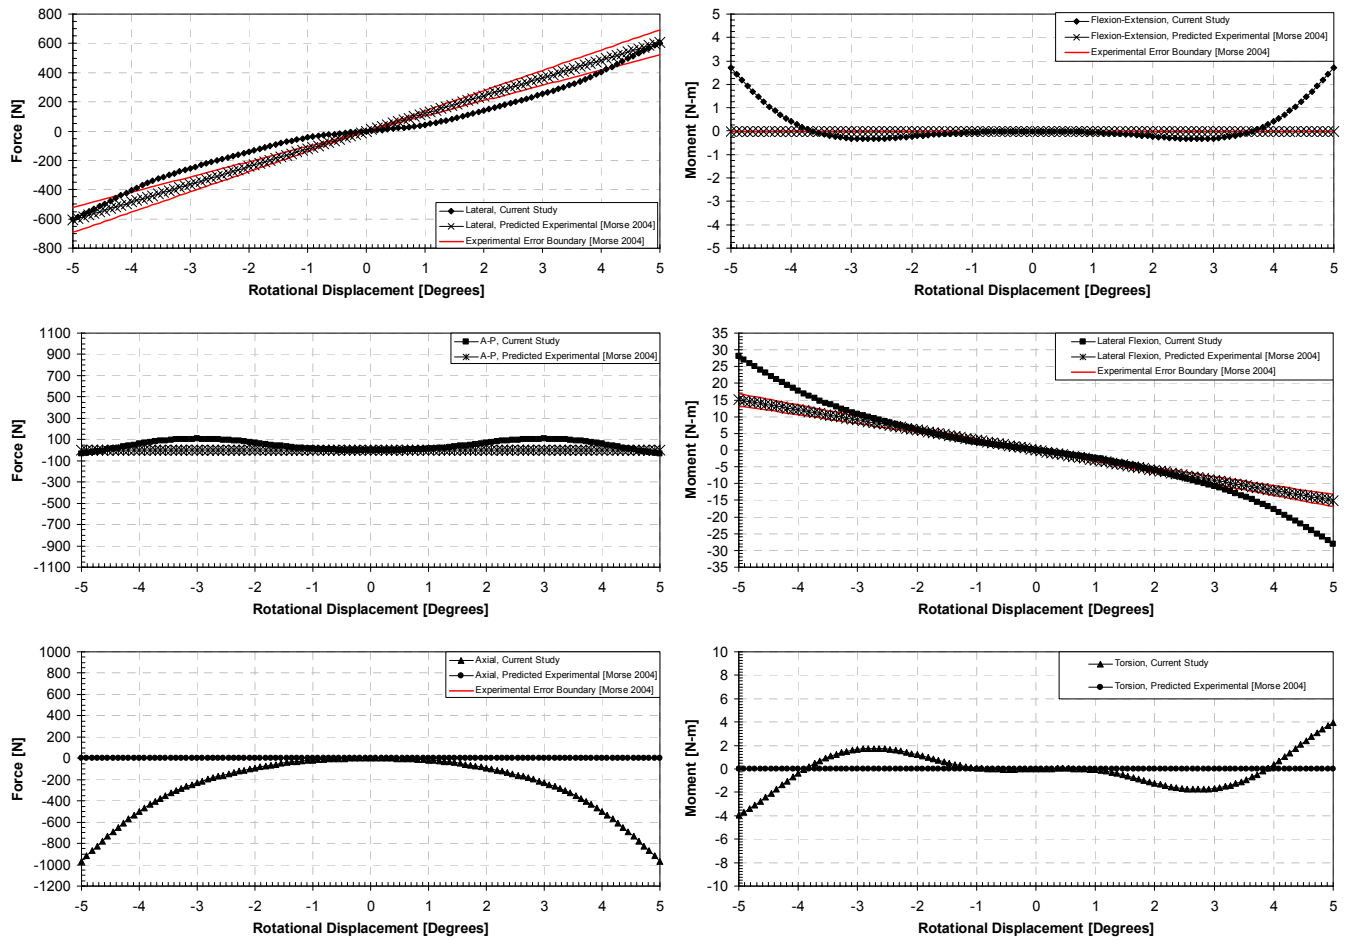 800
600
400
200
0
-200
-400
-600
-800
Force [N]
-5 -4 -3 -2 -1 0 1 2 3 4 5
Rotational Displacement [Degrees]
Lateral, Current Study
Lateral, Predicted Experimental [Morse 2004]
Experimental Error Boundary [Morse 2004]
5
4
3
2
1
0
-1
-2
-3
-4
-5
Moment [N-m]
-5 -4 -3 -2 -1 0 1 2 3 4 5
Rotational Displacement [Degrees]
Flexion-Extension, Current Study
Flexion-Extension, Predicted Experimental [Morse 2004]
Experimental Error Boundary [Morse 2004]
1100
900
700
500
300
100
-100
-300
-500
-700
-900
-1100
Force [N]
-5 -4 -3 -2 -1 0 1 2 3 4 5
Rotational Displacement [Degrees]
A-P, Current Study
A-P, Predicted Experimental [Morse 2004]
35
30
25
20
15
10
5
0
-5
-10
-15
-20
-25
-30
-35
Moment [N-m]
-5 -4 -3 -2 -1 0 1 2 3 4 5
Rotational Displacement [Degrees]
Lateral Flexion, Current Study
Lateral Flexion, Predicted Experimental [Morse 2004]
Experimental Error Boundary [Morse 2004]
1000
800
600
400
200
0
-200
-400
-600
-800
-1000
-1200
Force [N]
-5 -4 -3 -2 -1 0 1 2 3 4 5
Rotational Displacement [Degrees]
Axial, Current Study
Axial, Predicted Experimental [Morse 2004]
Experimental Error Boundary [Morse 2004]
10
8
6
4
2
0
-2
-4
-6
-8
-10
Moment [N-m]
-5 -4 -3 -2 -1 0 1 2 3 4 5
Rotational Displacement [Degrees]
Torsion, Current Study
Torsion, Predicted Experimental [Morse 2004]